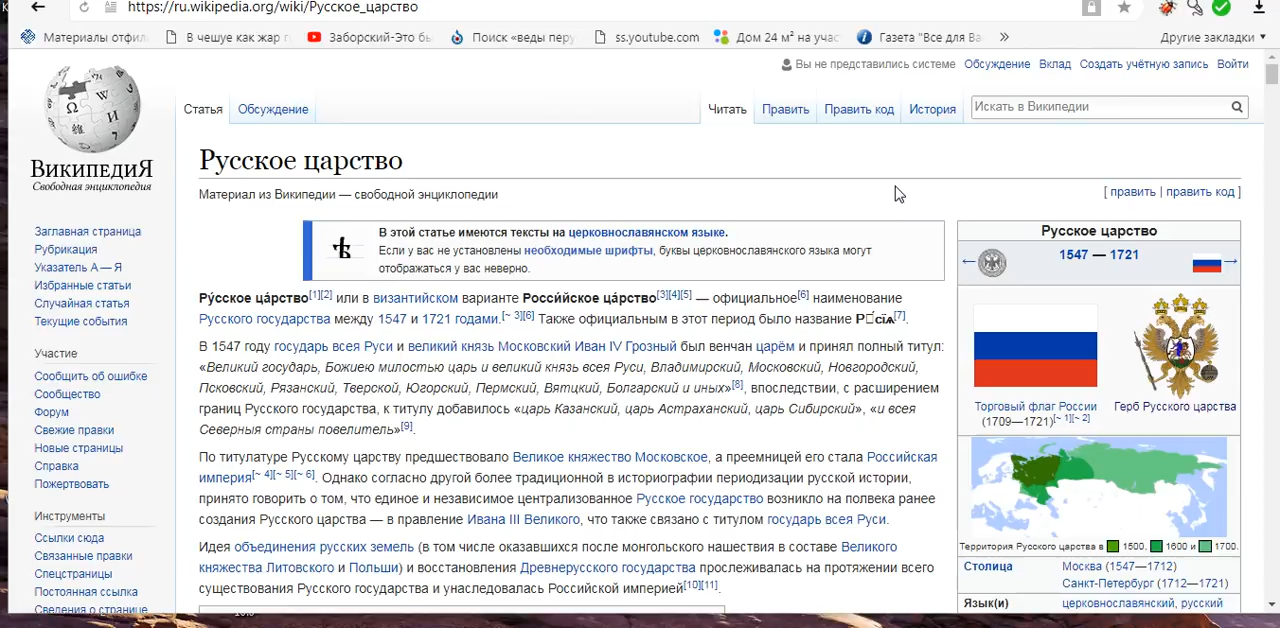 https://ru.wikipedia.org/wiki/Русское_царство
Материалы отфил
В чешуе как жар г
Заборский-Это бы
Поиск «веды перу
ss.youtube.com
Дом 24 м² на учас
Газета "Все для Ва
»
Другие закладки
Вы не представились системе
Обсуждение
Вклад
Создать учётную запись
Войти
Статья
Обсуждение
Читать
Править
Править код
История
Искать в Википедии
ВИКИПЕДИЯ
Свободная энциклопедия
Русское царство
Материал из Википедии — свободной энциклопедии
[ править | править код ]
Заглавная страница
Рубрикация
Указатель А — Я
Избранные статьи
Случайная статья
Текущие события
Участие
Сообщить об ошибке
Сообщество
Форум
Свежие правки
Новые страницы
Справка
Пожертвовать
Инструменты
Ссылки сюда
Связанные правки
Спецстраницы
Постоянная ссылка
Сведения о странице
В этой статье имеются тексты на церковнославянском языке.
Если у вас не установлены необходимые шрифты, буквы церковнославянского языка могут
отображаться у вас неверно.
Ру́сское ца́рство[1][2] или в византийском варианте Росси́йское ца́рство[3][4][5] — официальное[6] наименование
Русского государства между 1547 и 1721 годами.[~ 3][6] Также официальным в этот период было название [7].
В 1547 году государь всея Руси и великий князь Московский Иван IV Грозный был венчан царём и принял полный титул:
«Великий государь, Божиею милостью царь и великий князь всея Руси, Владимирский, Московский, Новгородский,
Псковский, Рязанский, Тверской, Югорский, Пермский, Вятцкий, Болгарский и иных»[8], впоследствии, с расширением
границ Русского государства, к титулу добавилось «царь Казанский, царь Астраханский, царь Сибирский», «и всея
Северныя страны повелитель»[9].
По титулатуре Русскому царству предшествовало Великое княжество Московское, а преемницей его стала Российская
империя[~ 4][~ 5][~ 6]. Однако согласно другой более традиционной в историографии периодизации русской истории,
принято говорить о том, что единое и независимое централизованное Русское государство возникло на полвека ранее
создания Русского царства — в правление Ивана III Великого, что также связано с титулом государь всея Руси.
Идея объединения русских земель (в том числе оказавшихся после монгольского нашествия в составе Великого
княжества Литовского и Польши) и восстановления Древнерусского государства прослеживалась на протяжении всего
существования Русского государства и унаследовалась Российской империей[10][11].
Русское царство
← 1547 — 1721 →
Торговый флаг России
(1709—1721)[~ 1][~ 2]
Герб Русского царства
Территория Русского царства в 1500, 1600 и 1700.
Столица
Москва (1547—1712)
Санкт-Петербург (1712—1721)
Язык(и)
церковнославянский, русский